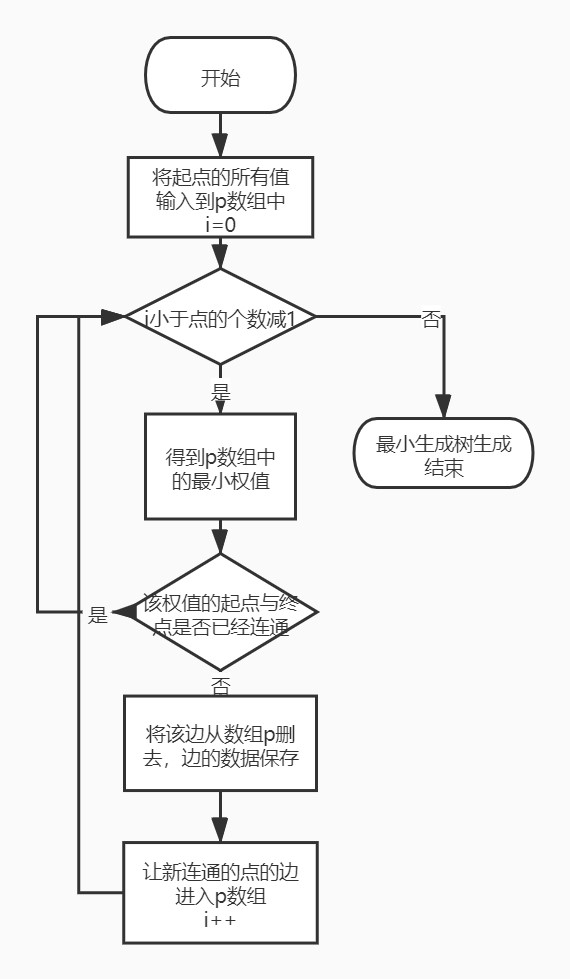 开始
将起点的所有值
输入到p数组中
i=0
i小于点的个数减1
否
是
得到p数组中
的最小权值
最小生成树生成
结束
该权值的起点与终
点是否已经连通
是
否
将该边从数组p删
去，边的数据保存
让新连通的点的边
进入p数组
i++